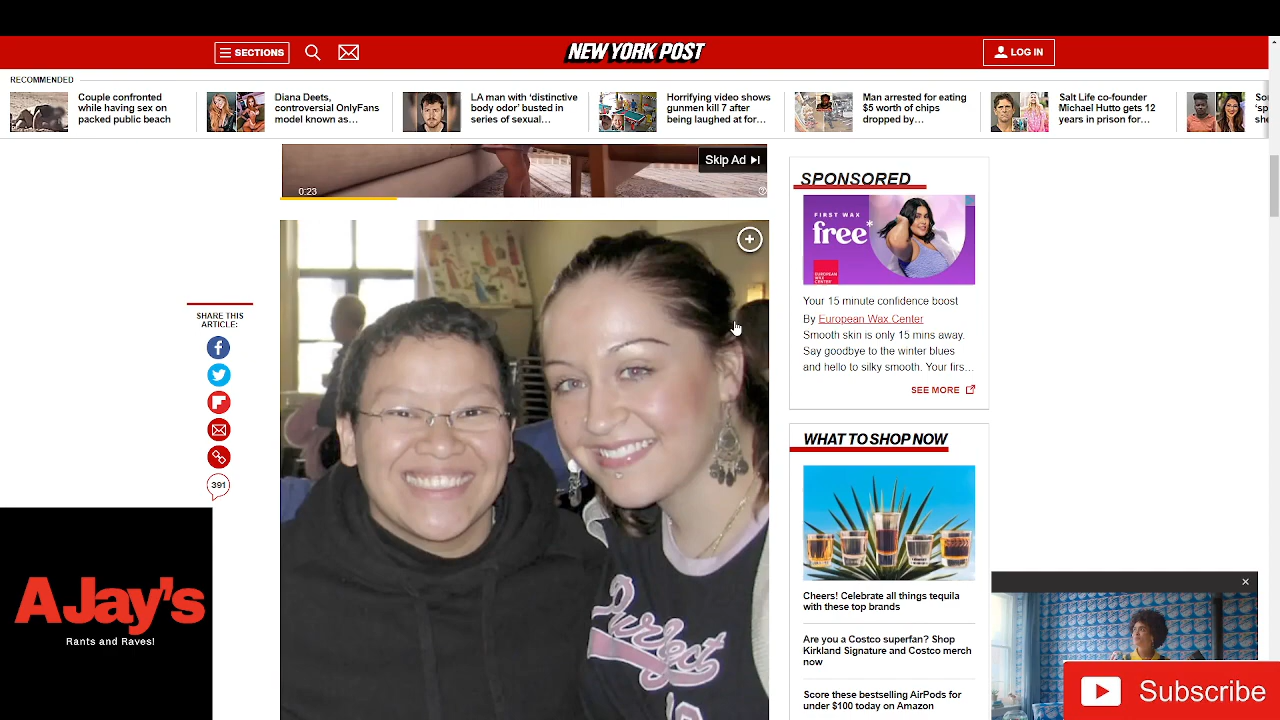 SECTIONS
NEW YORK POST
LOG IN
RECOMMENDED
Couple confronted
while having sex on
packed public beach
Diana Deets,
controversial OnlyFans
model known as...
LA man with 'distinctive
body odor' busted in
series of sexual...
Horrifying video shows
gunmen kill 7 after
being laughed at for...
Man arrested for eating
$5 worth of chips
dropped by...
Salt Life co-founder
Michael Hutto gets 12
years in prison for...
Skip Ad
0:23
SHARE THIS
ARTICLE:
391
Perfect
SPONSORED
FIRST WAX
free*
EUROPEAN
WAX
CENTER
Your 15 minute confidence boost
By European Wax Center
Smooth skin is only 15 mins away.
Say goodbye to the winter blues
and hello to silky smooth. Your firs...
SEE MORE
WHAT TO SHOP NOW
Cheers! Celebrate all things tequila
with these top brands
Are you a Costco superfan? Shop
Kirkland Signature and Costco merch
now
Score these bestselling AirPods for
under $100 today on Amazon
AJay's
Rants and Raves!
Subscribe